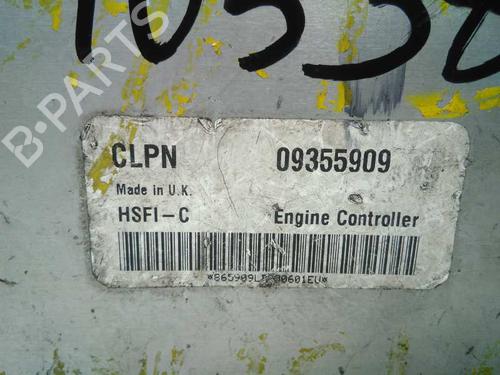 B-PARTS
CLPN 09355909
Made in U.K.
HSFI-C Engine Controller